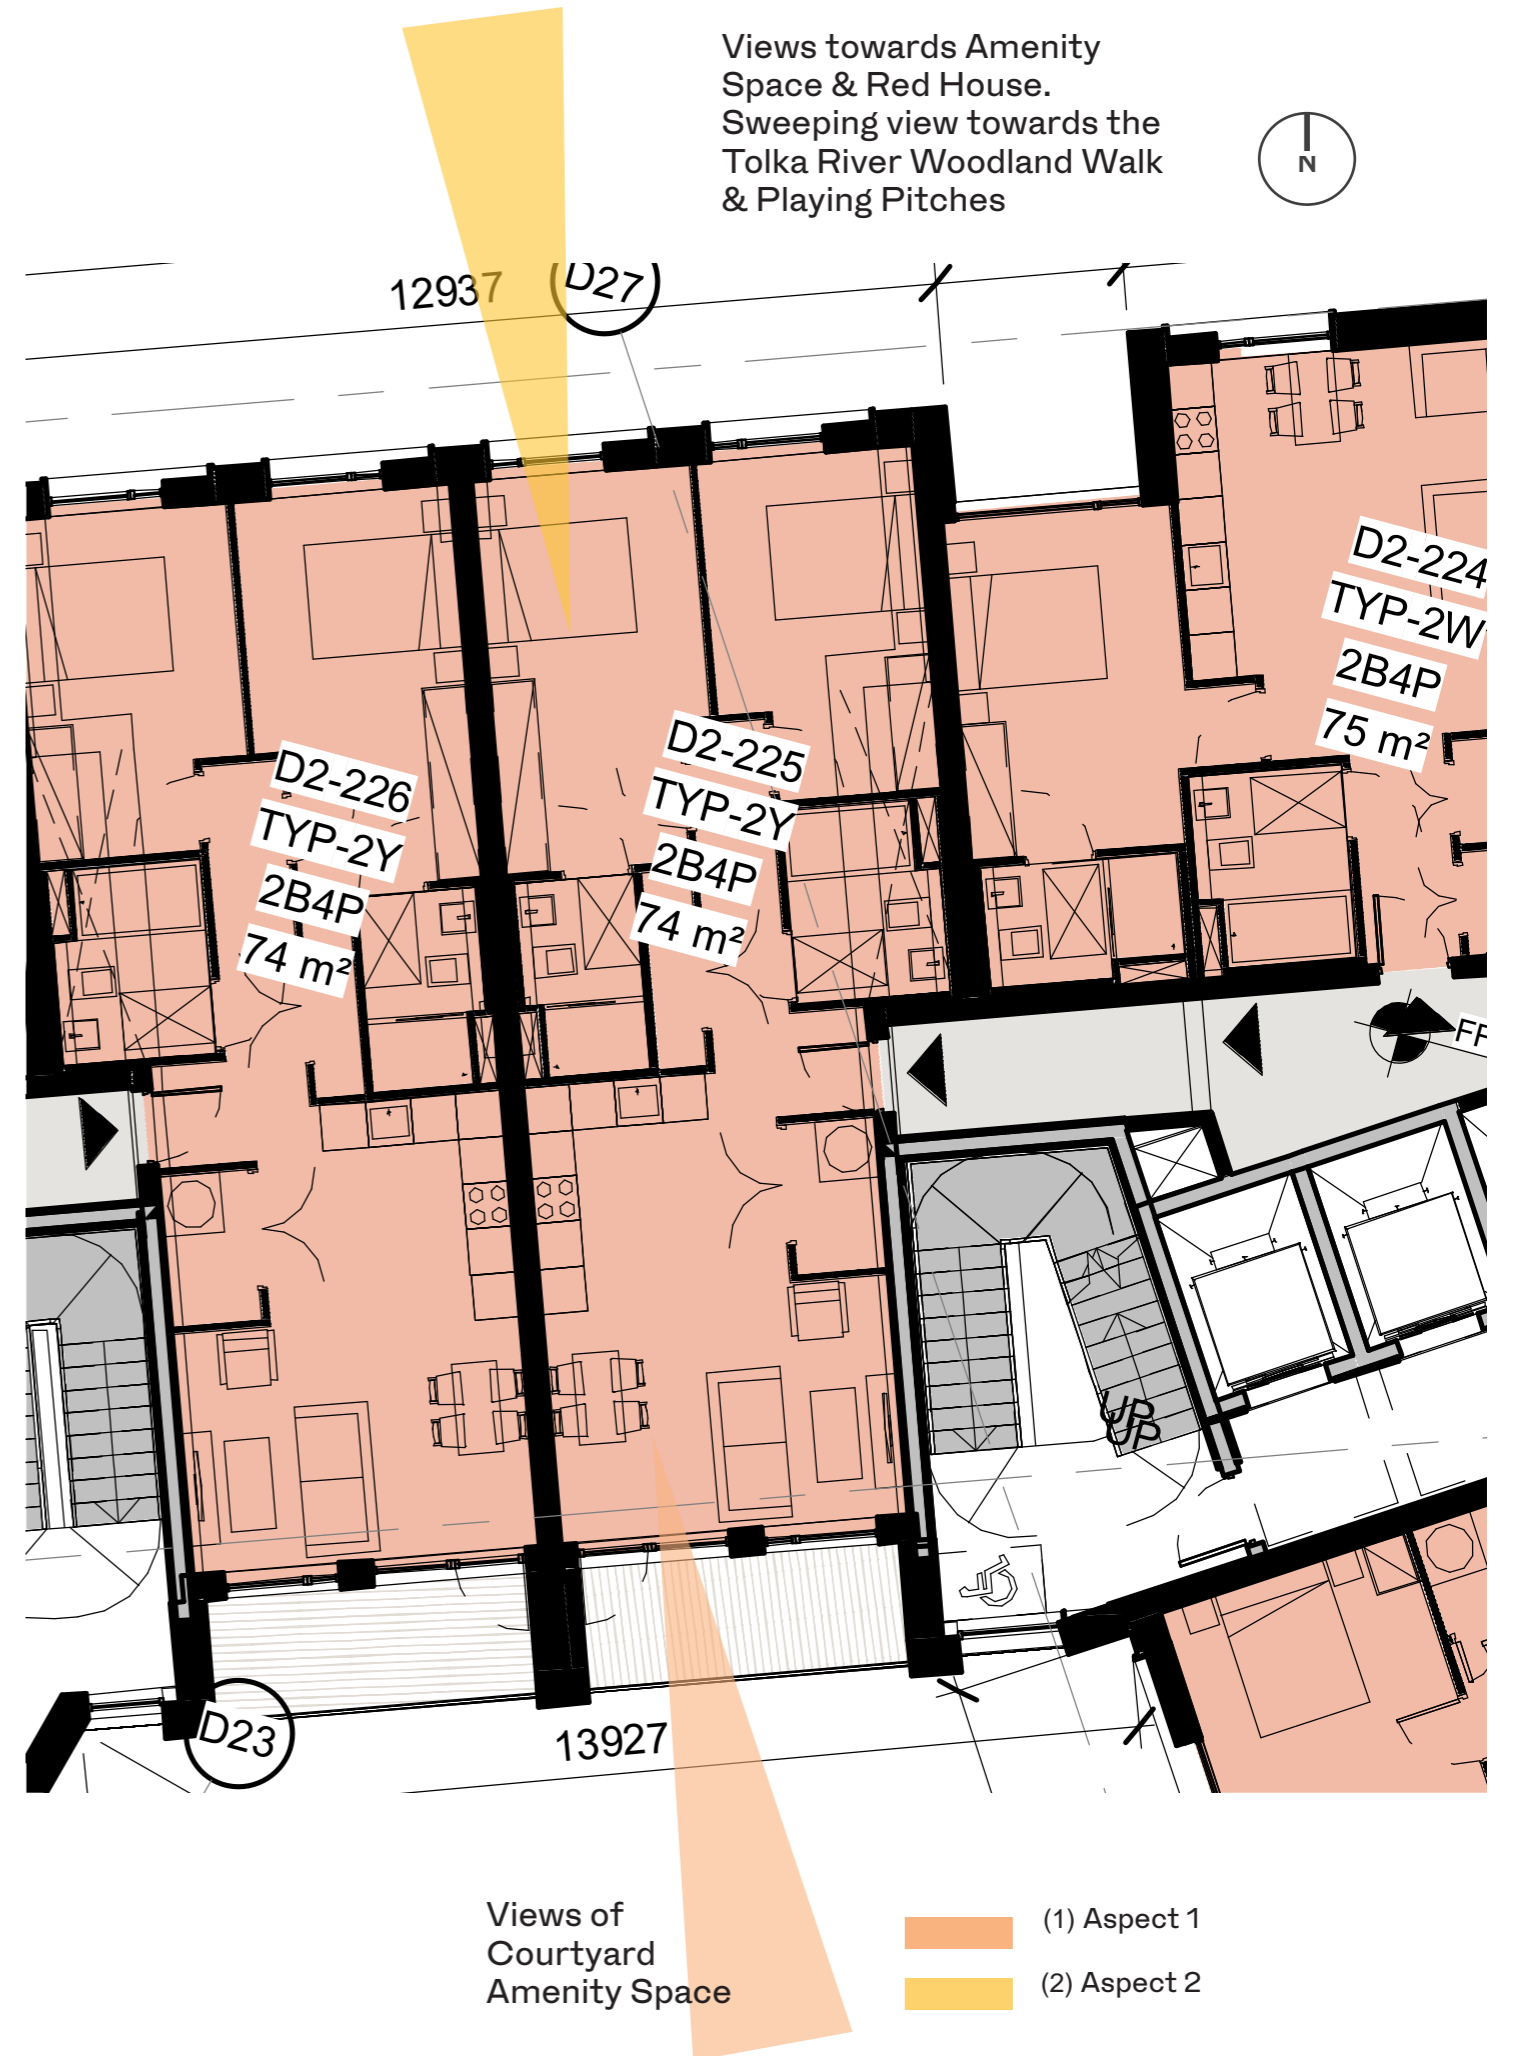 Views towards Amenity
Space & Red House.
Sweeping view towards the
Tolka River Woodland Walk
& Playing Pitches
N
12937
D27
D2-224
TYP-2W
2B4P
75 m²
D2-225
TYP-2Y
2B4P
74 m²
D2-226
TYP-2Y
2B4P
74 m²
UP
UP
D23
13927
Views of
Courtyard
Amenity Space
(1) Aspect 1
(2) Aspect 2